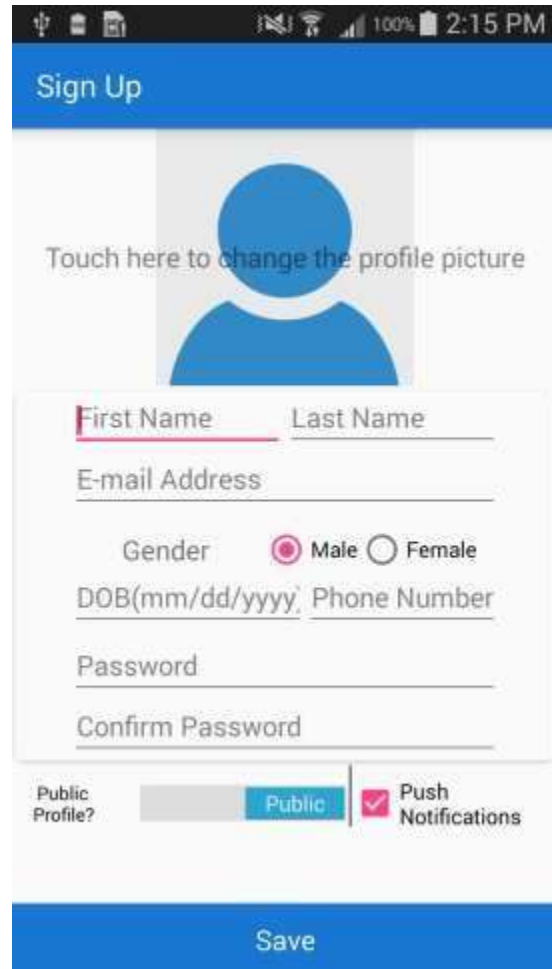 100% 2:15 PM
Sign Up
Touch here to change the profile picture
First Name Last Name
E-mail Address
Gender Male Female
DOB(mm/dd/yyyy) Phone Number
Password
Confirm Password
Public Profile? Public Push Notifications
Save